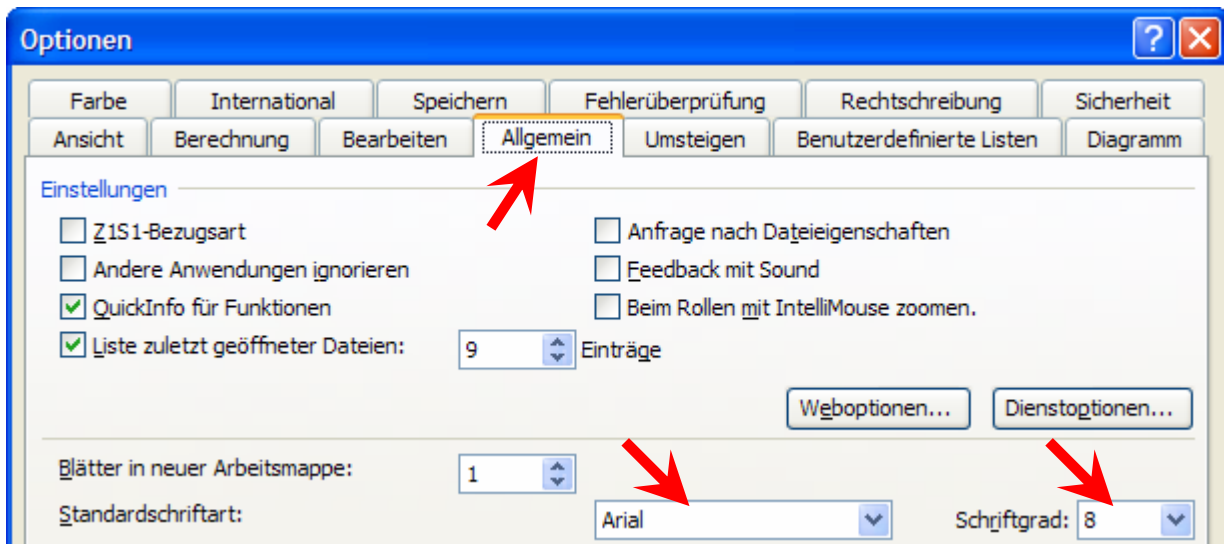 Optionen
Farbe International Speichern Fehlerüberprüfung Rechtschreibung Sicherheit
Ansicht Berechnung Bearbeiten Allgemein Umsteigen Benutzerdefinierte Listen Diagramm
Einstellungen
Z1S1-Bezugsart Anfrage nach Dateieigenschaften
Andere Anwendungen ignorieren Feedback mit Sound
QuickInfo für Funktionen Beim Rollen mit IntelliMouse zoomen.
Liste zuletzt geöffneter Dateien: 9 Einträge
Weboptionen... Dienstoptionen...
Blätter in neuer Arbeitsmappe: 1
Standardschriftart: Arial Schriftgrad: 8